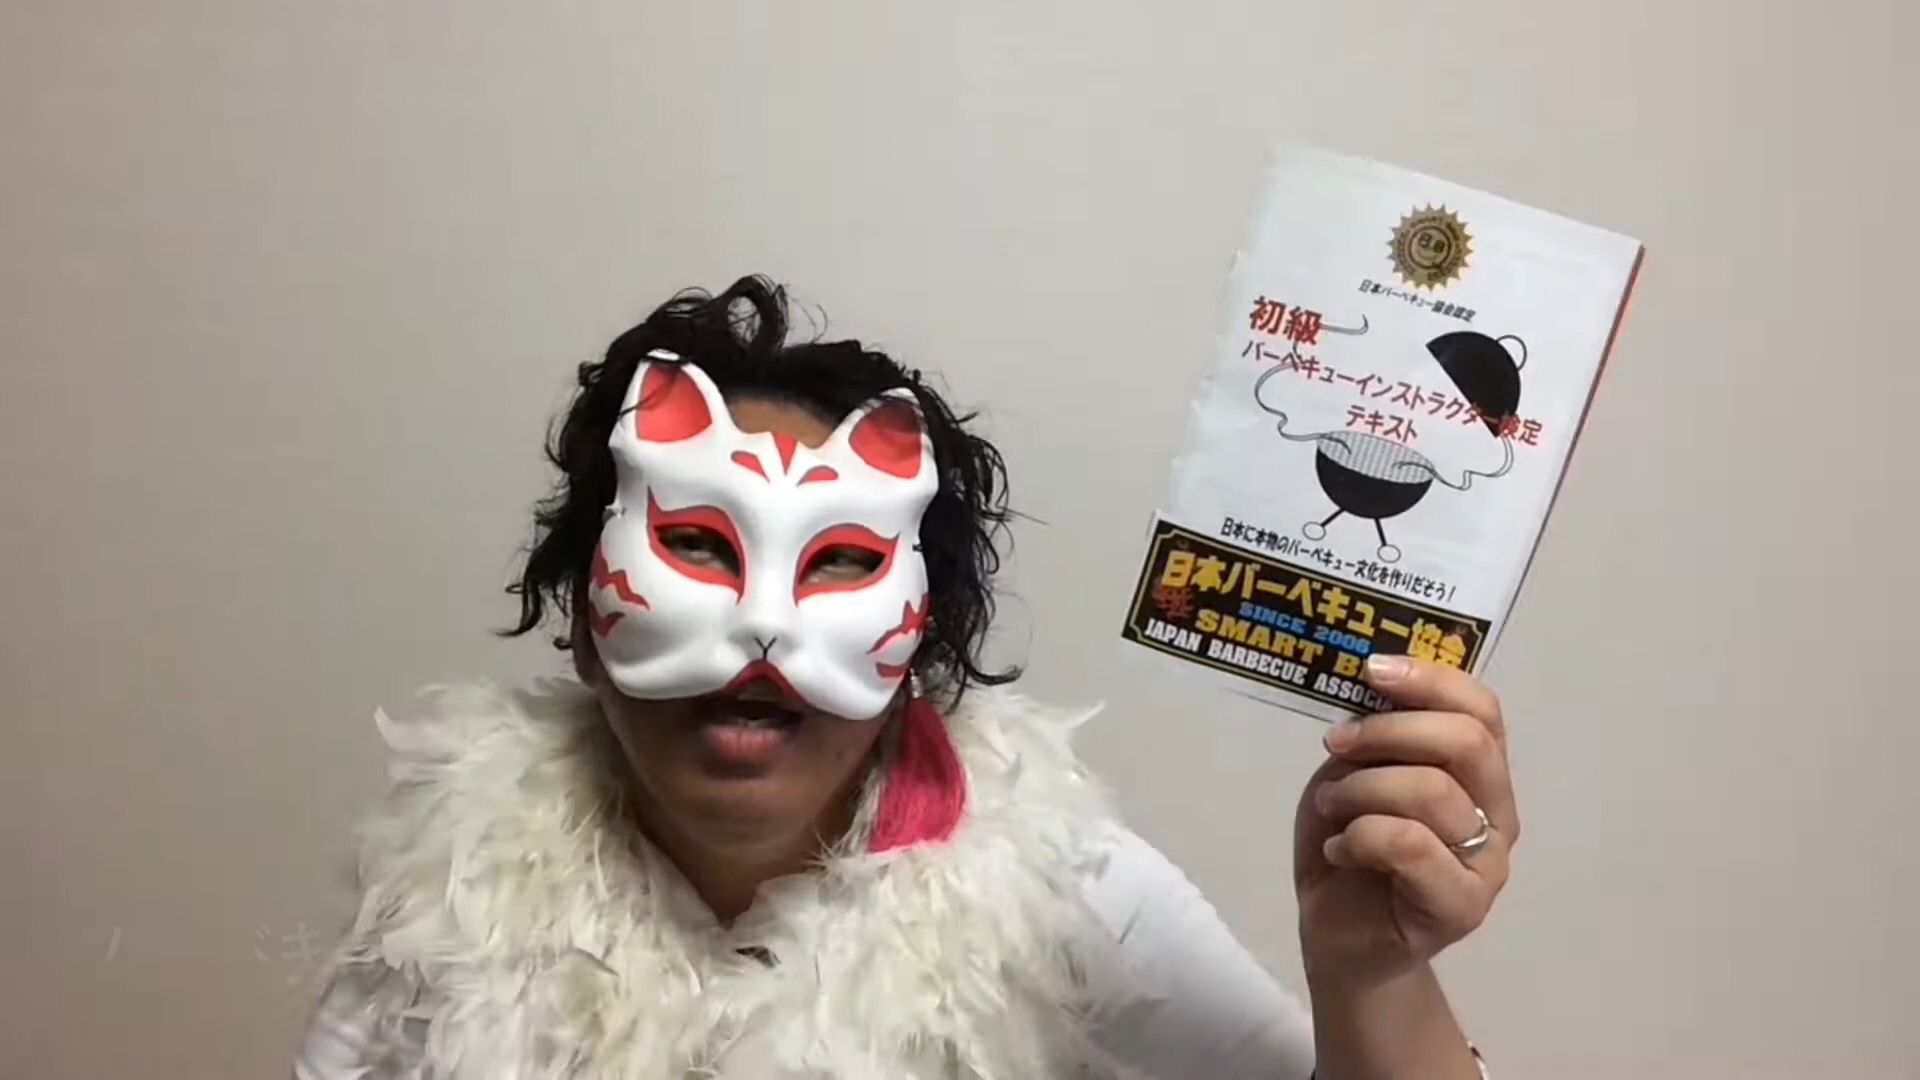 日本バーベキュー協会認定
初級
バーベキューインストラクター検定
テキスト
日本に本物のバーベキュー文化を作りだそう!
日本バーベキュー協会
SINCE 2006
SMART B
JAPAN BARBECUE ASSOC